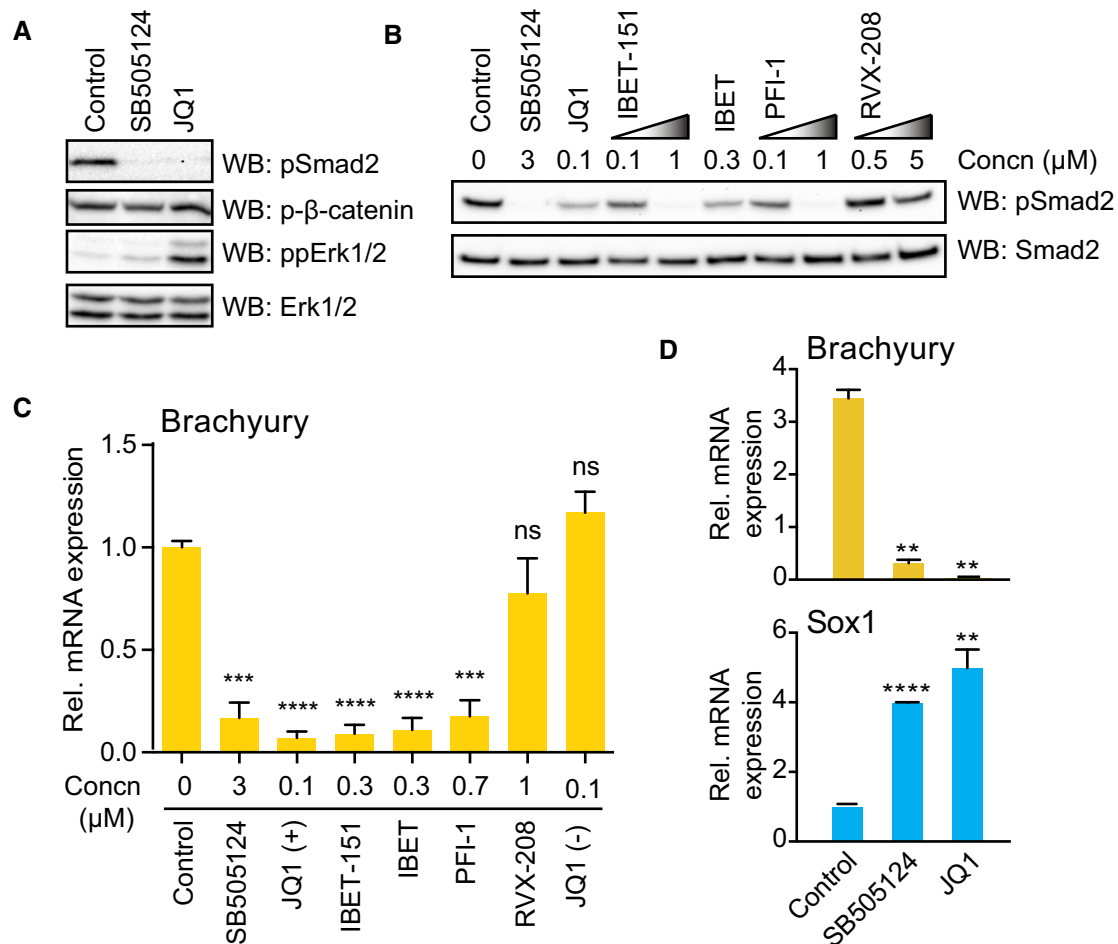 A
Control
SB505124
JQ1
WB: pSmad2
WB: p-β-catenin
WB: ppErk1/2
WB: Erk1/2
B
Control
SB505124
JQ1
IBET-151
IBET
PFI-1
RVX-208
0 3 0.1 0.1 1 0.3 0.1 1 0.5 5 Concn (μM)
WB: pSmad2
WB: Smad2
C
Brachyury
Rel. mRNA expression
1.5
1.0
0.5
0.0
*** **** **** **** *** ns ns
Concn (μM) 0 3 0.1 0.3 0.3 0.7 1 0.1
Control
SB505124
JQ1 (+)
IBET-151
IBET
PFI-1
RVX-208
JQ1 (-)
D
Brachyury
Rel. mRNA
expression
4
3
2
1
0
** **
Sox1
Rel. mRNA
expression
6
4
2
0
**** **
Control
SB505124
JQ1